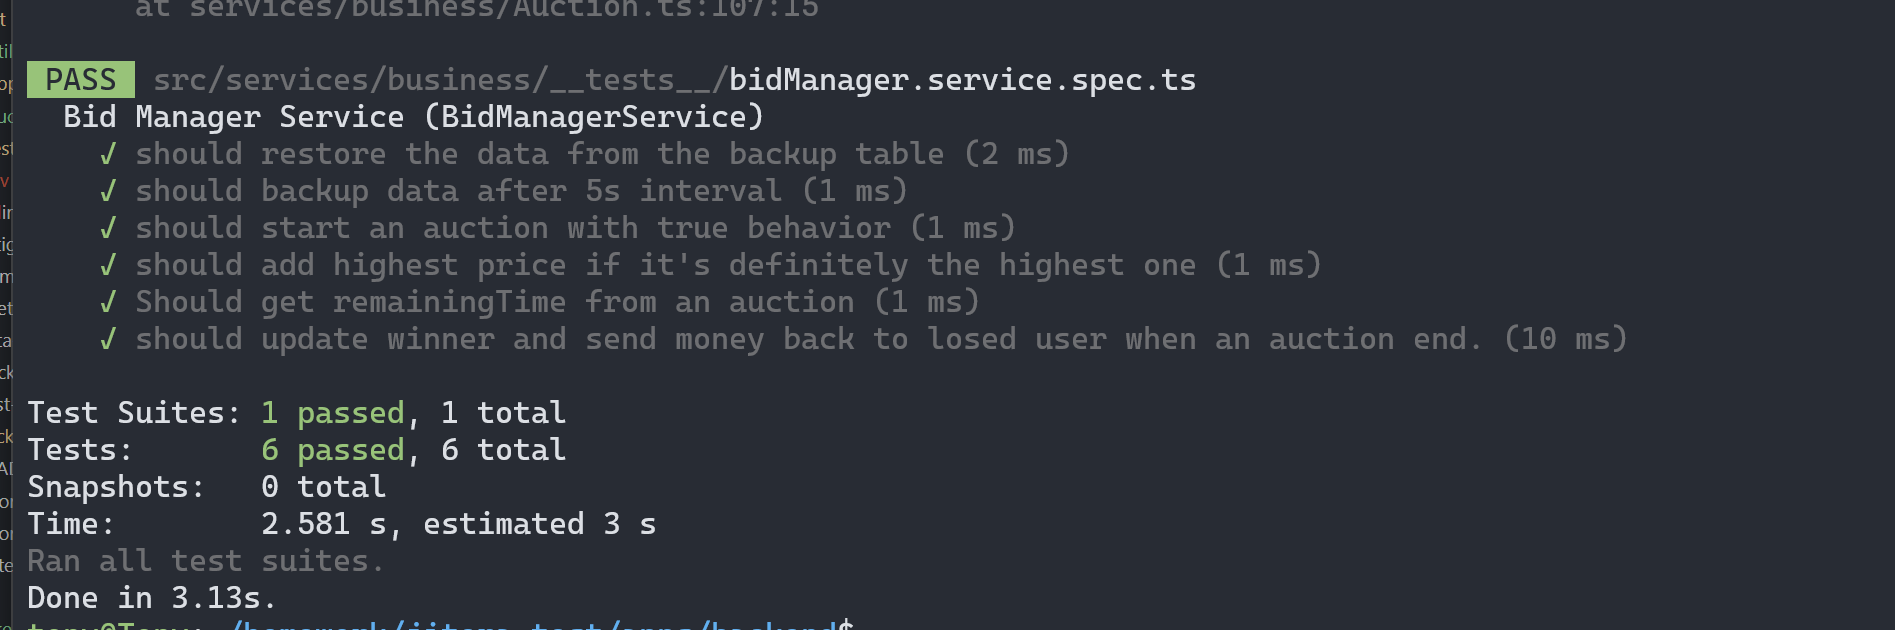 at services/business/Auction.ts:107:15
PASS src/services/business/__tests__/bidManager.service.spec.ts
Bid Manager Service (BidManagerService)
√ should restore the data from the backup table (2 ms)
√ should backup data after 5s interval (1 ms)
√ should start an auction with true behavior (1 ms)
√ should add highest price if it's definitely the highest one (1 ms)
√ Should get remainingTime from an auction (1 ms)
√ should update winner and send money back to losed user when an auction end. (10 ms)
Test Suites: 1 passed, 1 total
Tests: 6 passed, 6 total
Snapshots: 0 total
Time: 2.581 s, estimated 3 s
Ran all test suites.
Done in 3.13s.